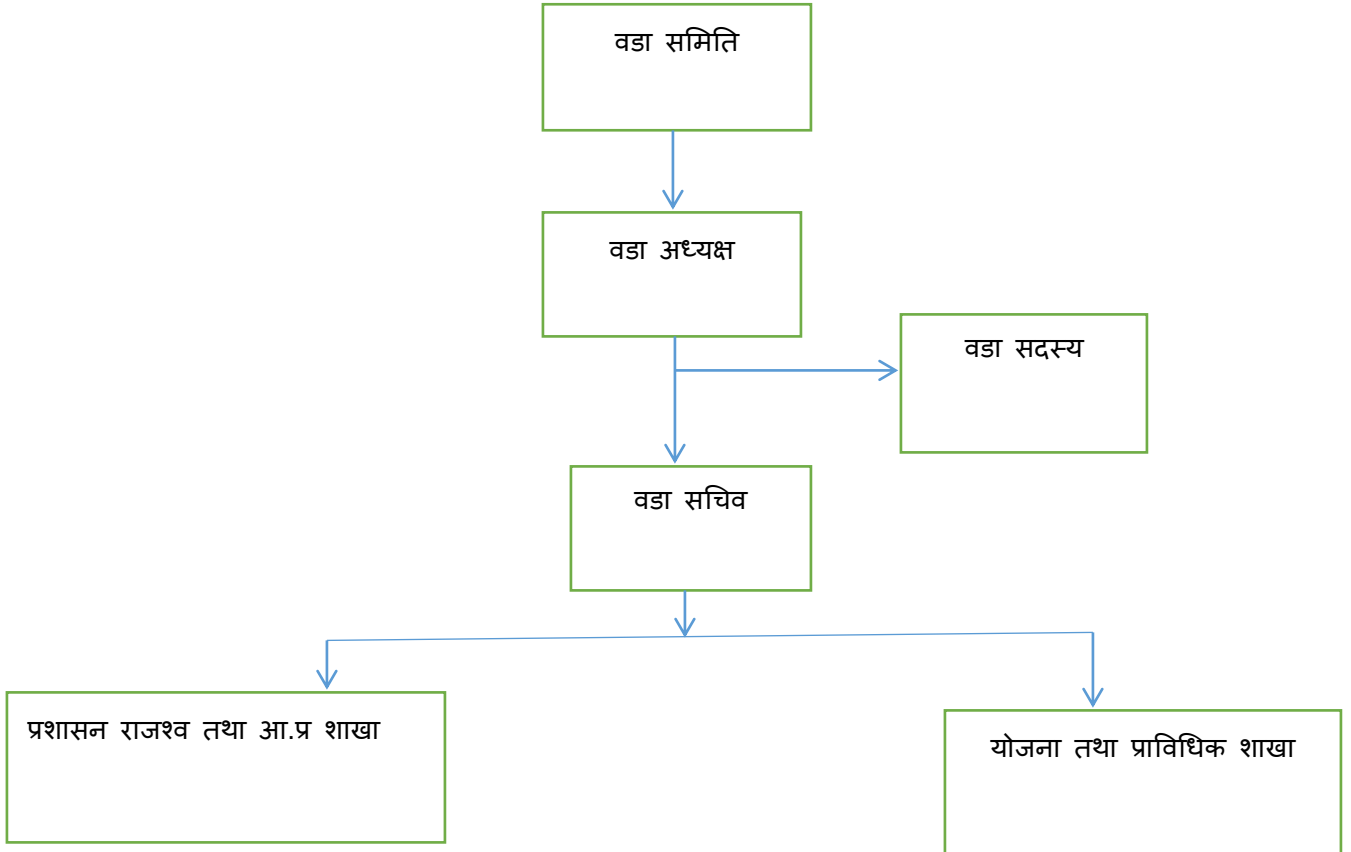 वडा समिति
वडा अध्यक्ष
वडा सदस्य
वडा सचिव
प्रशासन राजश्व तथा आ.प्र शाखा
योजना तथा प्राविधिक शाखा